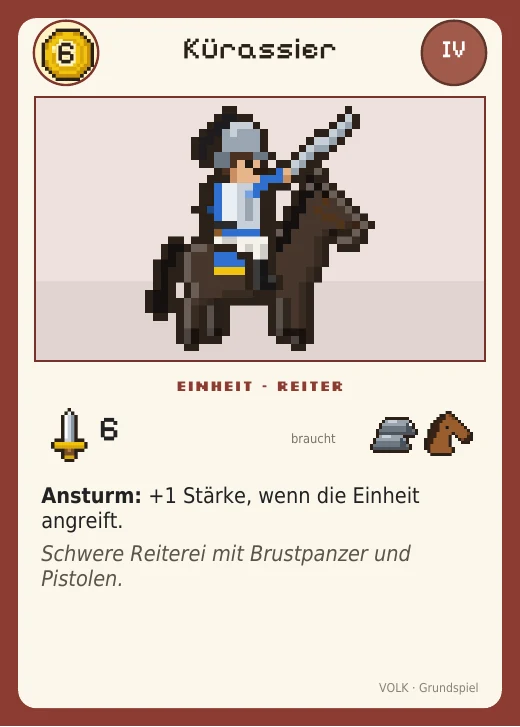 6
Kürassier
IV
EINHEIT - REITER
6
braucht
Ansturm: +1 Stärke, wenn die Einheit
angreift.
Schwere Reiterei mit Brustpanzer und
Pistolen.
VOLK · Grundspiel